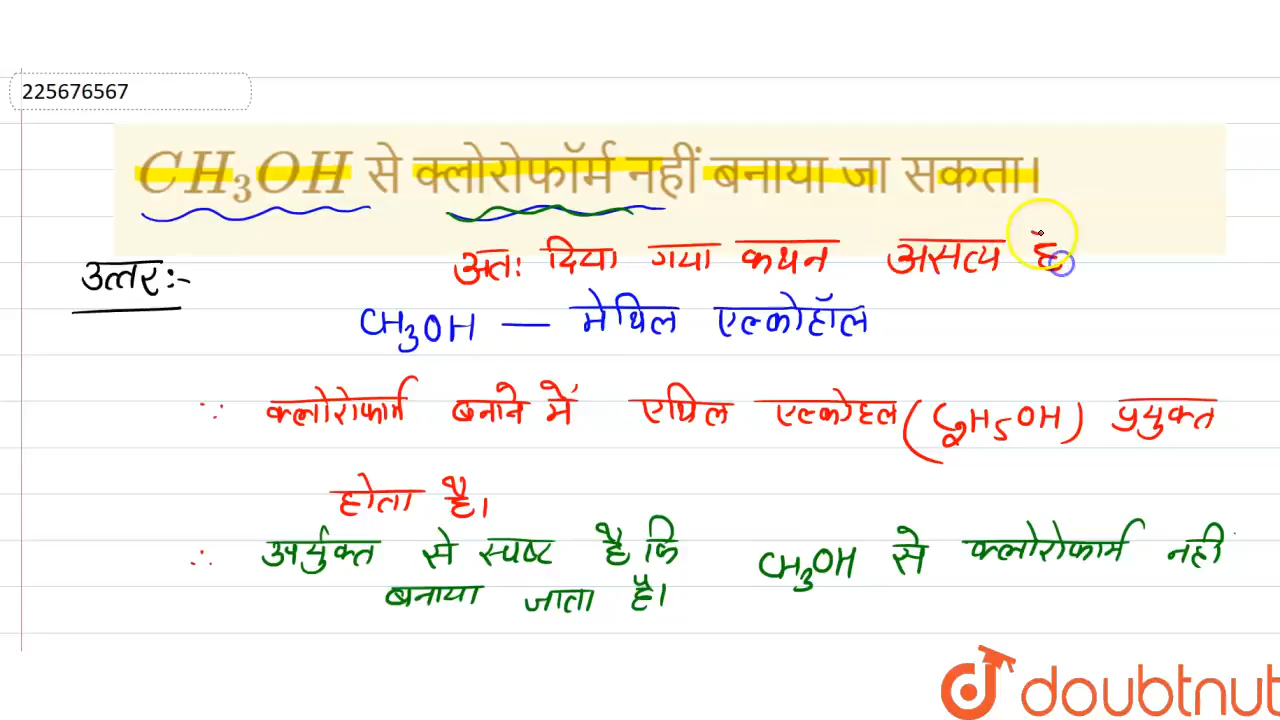 225676567
CH₃OH से क्लोरोफॉर्म नहीं बनाया जा सकता।
अतः दिया गया कथन असत्य है
उत्तरः-
CH₃OH — मेथिल एल्कोहॉल
∵ क्लोरोफार्म बनाने में एथिल एल्कोहल (C₂H₅OH) प्रयुक्त
होता है।
∴ उपर्युक्त से स्पष्ट है कि CH₃OH से क्लोरोफार्म नही
बनाया जाता है।
doubtnut